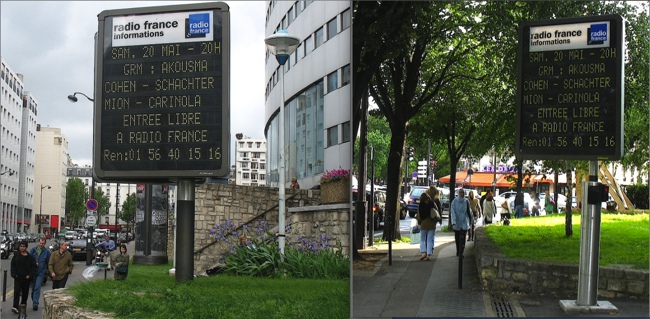 radio france
informations
radio
france
SAM. 20 MAI - 20H
GRM : AKOUSMA
COHEN - SCHACHTER
MION - CARINOLA
ENTREE LIBRE
A RADIO FRANCE
Ren:01 56 40 15 16
radio france
informations
radio
france
SAM. 20 MAI - 20H
GRM : AKOUSMA
COHEN - SCHACHTER
MION - CARINOLA
ENTREE LIBRE
A RADIO FRANCE
Ren:01 56 40 15 16